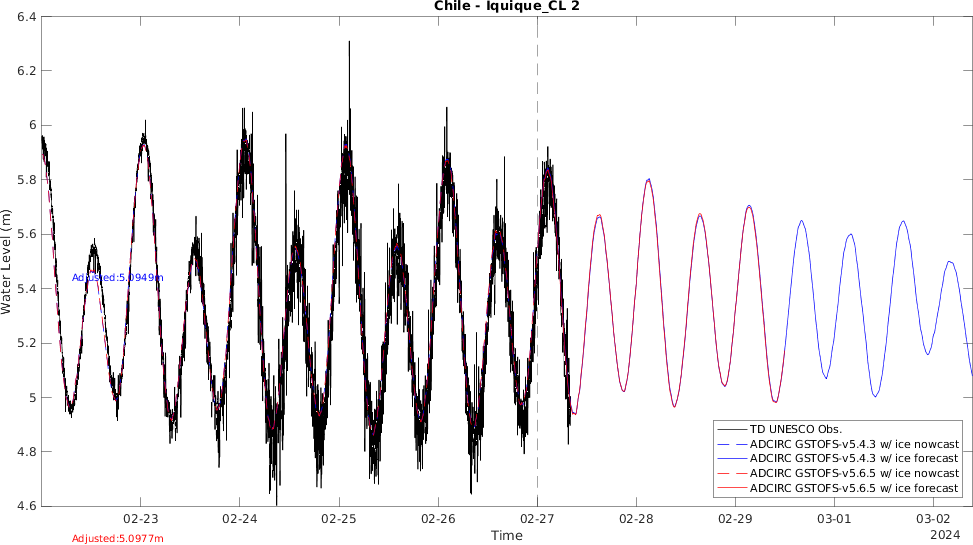 Chile - Iquique_CL 2
Water Level (m)
6.4
6.2
6
5.8
5.6
5.4
5.2
5
4.8
4.6
Adjusted:5.0949m
TD UNESCO Obs.
ADCIRC GSTOFS-v5.4.3 w/ ice nowcast
ADCIRC GSTOFS-v5.4.3 w/ ice forecast
ADCIRC GSTOFS-v5.6.5 w/ ice nowcast
ADCIRC GSTOFS-v5.6.5 w/ ice forecast
02-23 02-24 02-25 02-26 02-27 02-28 02-29 03-01 03-02
2024
Time
Adjusted:5.0977m